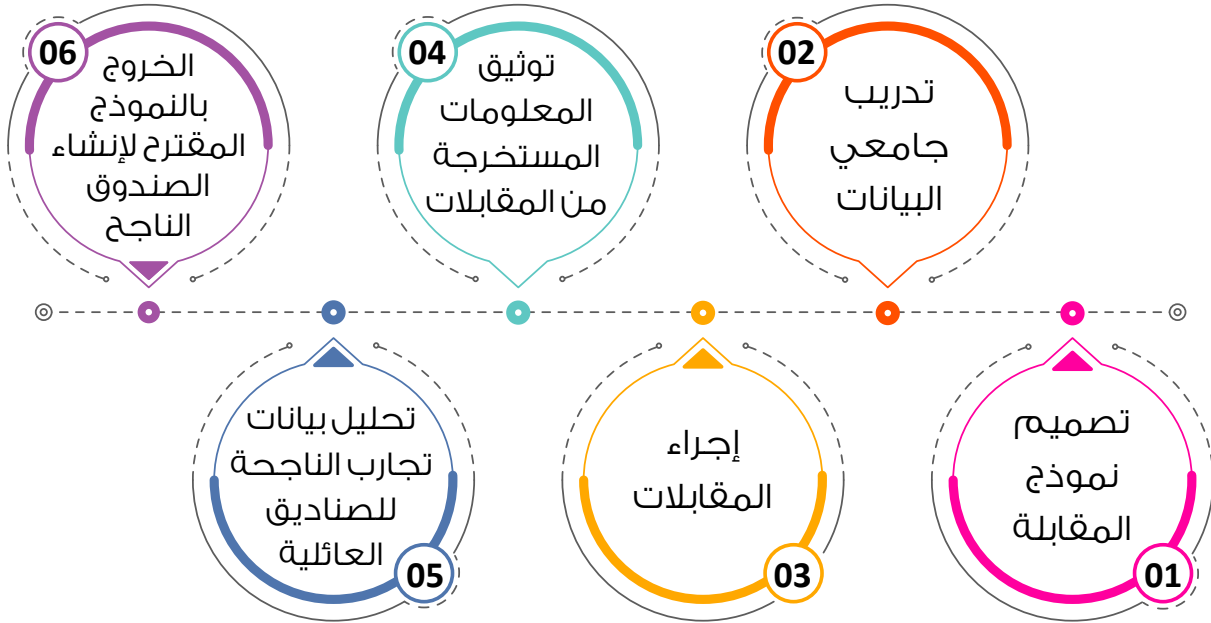 01
تصميم
نموذج
المقابلة
02
تدريب
جامعي
البيانات
03
إجراء
المقابلات
04
توثيق
المعلومات
المستخرجة
من المقابلات
05
تحليل بيانات
تجارب الناجحة
للصناديق
العائلية
06
الخروج
بالنموذج
المقترح لإنشاء
الصندوق
الناجح